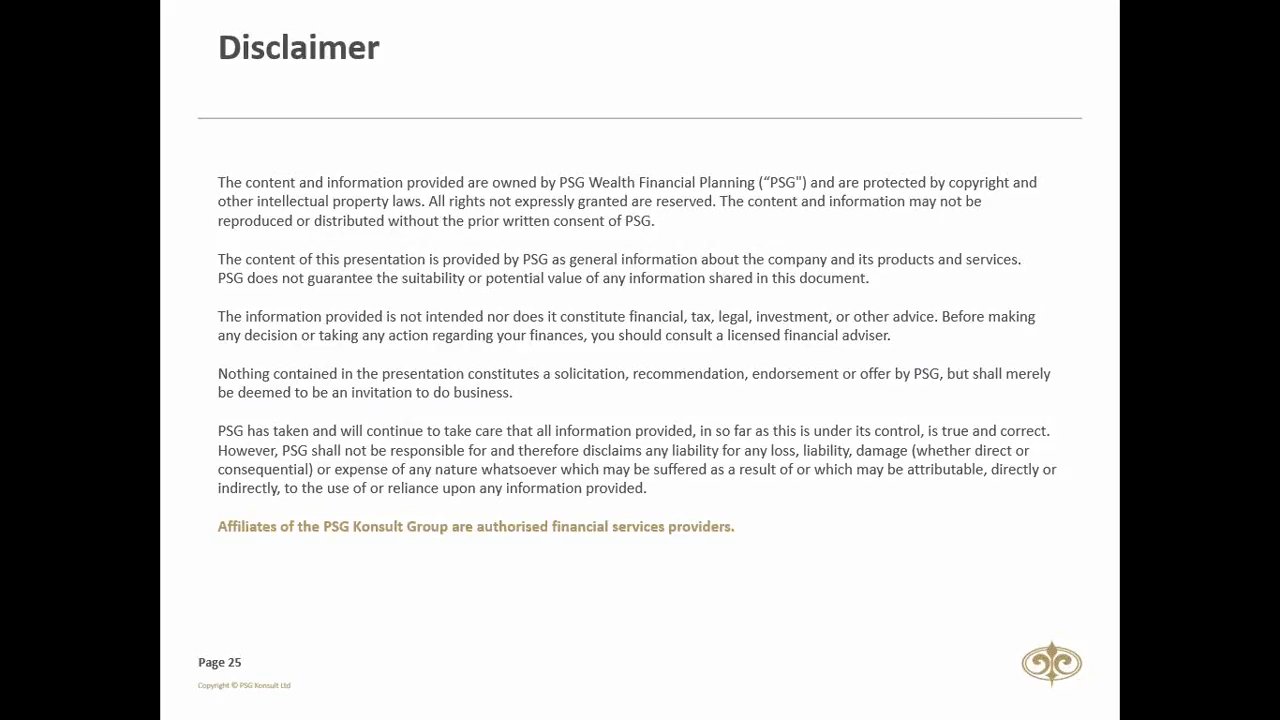 Disclaimer
The content and information provided are owned by PSG Wealth Financial Planning (“PSG") and are protected by copyright and
other intellectual property laws. All rights not expressly granted are reserved. The content and information may not be
reproduced or distributed without the prior written consent of PSG.
The content of this presentation is provided by PSG as general information about the company and its products and services.
PSG does not guarantee the suitability or potential value of any information shared in this document.
The information provided is not intended nor does it constitute financial, tax, legal, investment, or other advice. Before making
any decision or taking any action regarding your finances, you should consult a licensed financial adviser.
Nothing contained in the presentation constitutes a solicitation, recommendation, endorsement or offer by PSG, but shall merely
be deemed to be an invitation to do business.
PSG has taken and will continue to take care that all information provided, in so far as this is under its control, is true and correct.
However, PSG shall not be responsible for and therefore disclaims any liability for any loss, liability, damage (whether direct or
consequential) or expense of any nature whatsoever which may be suffered as a result of or which may be attributable, directly or
indirectly, to the use of or reliance upon any information provided.
Affiliates of the PSG Konsult Group are authorised financial services providers.
Page 25
Copyright © PSG Konsult Ltd